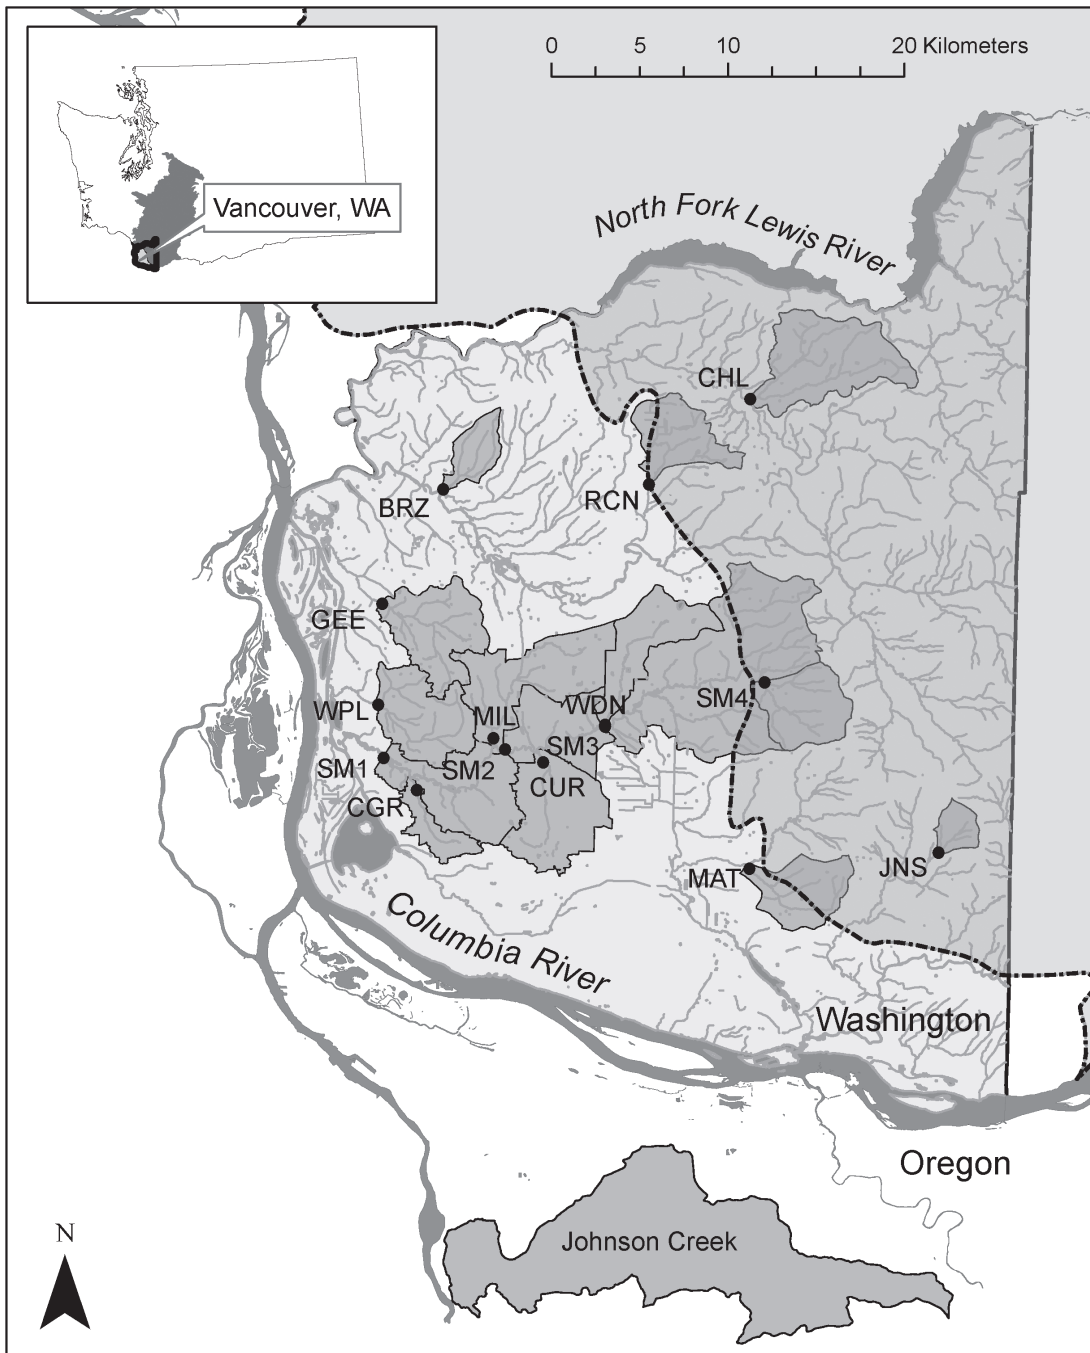 0 5 10 20 Kilometers
Vancouver, WA
North Fork Lewis River
CHL
BRZ
RCN
GEE
WPL
MIL
WDN
SM4
SM1
SM2
SM3
CUR
CGR
MAT
JNS
Columbia River
Washington
Oregon
Johnson Creek
N